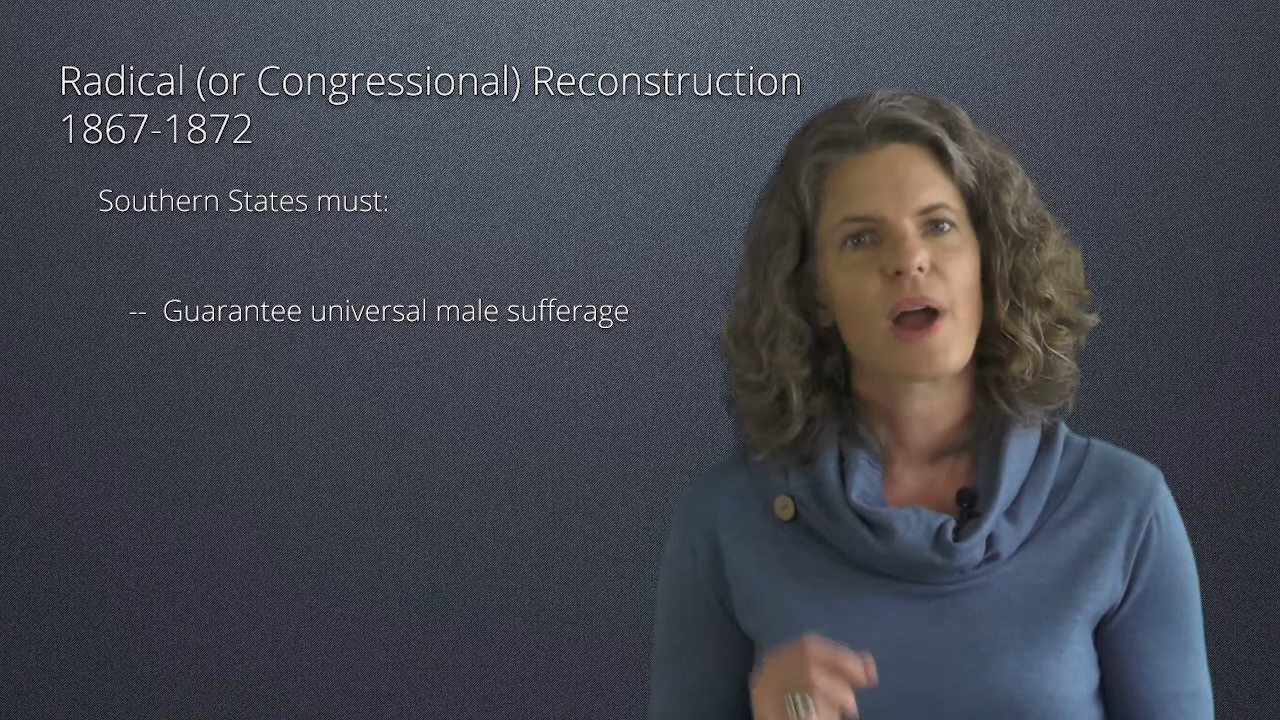 Radical (or Congressional) Reconstruction
1867-1872
Southern States must:
-- Guarantee universal male sufferage